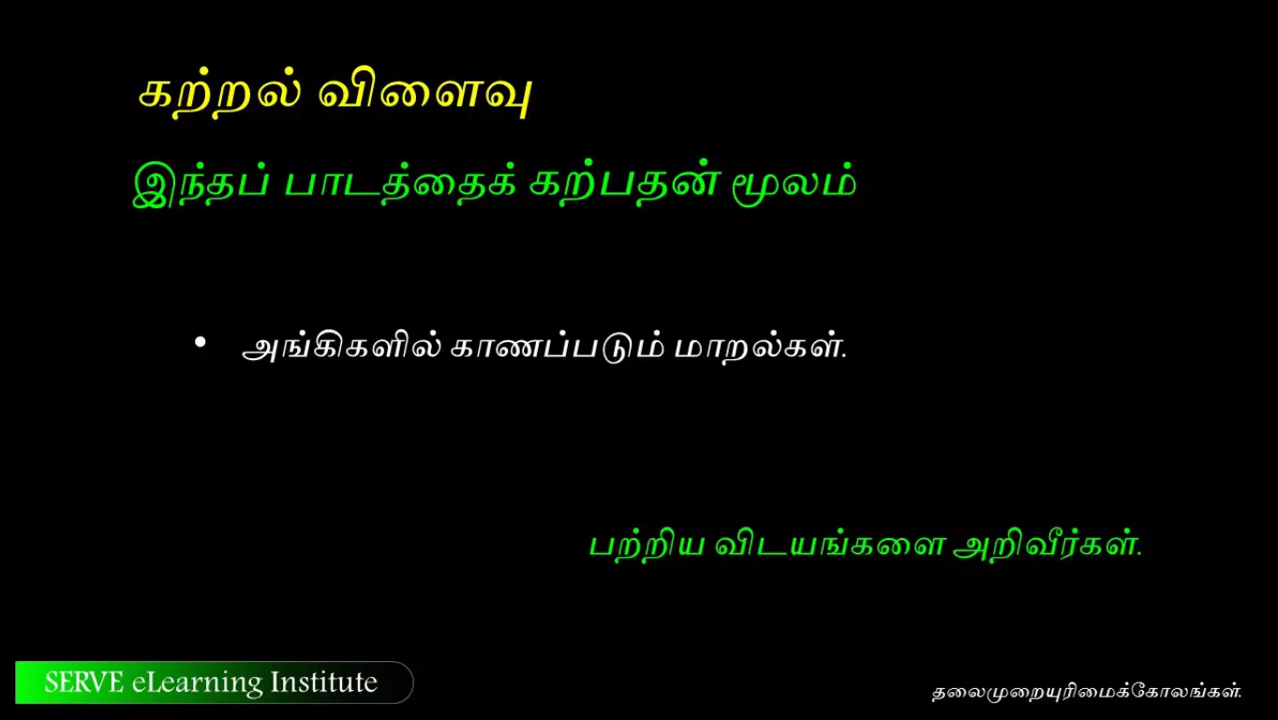 கற்றல் விளைவு
இந்தப் பாடத்தைக் கற்பதன் மூலம்
• அங்கிகளில் காணப்படும் மாறல்கள்.
பற்றிய விடயங்களை அறிவீர்கள்.
SERVE eLearning Institute
தலைமுறையுரிமைக்கோலங்கள்.